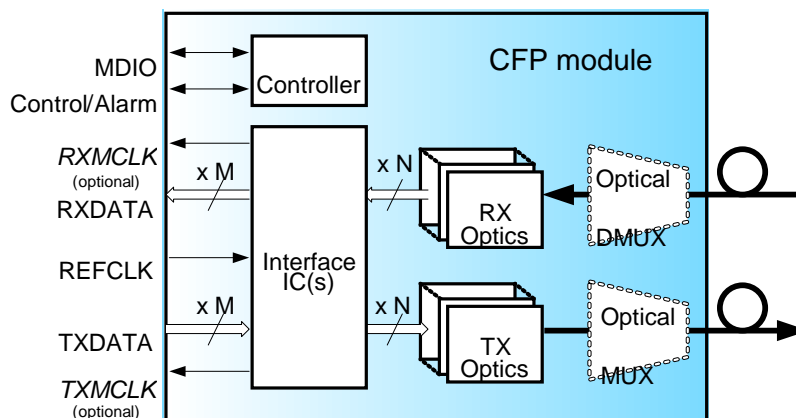 CFP module
MDIO
Control/Alarm
Controller
RXMCLK
(optional)
x M
RXDATA
x N
RX
Optics
Optical
DMUX
REFCLK
Interface
IC(s)
x M
TXDATA
x N
TX
Optics
Optical
MUX
TXMCLK
(optional)